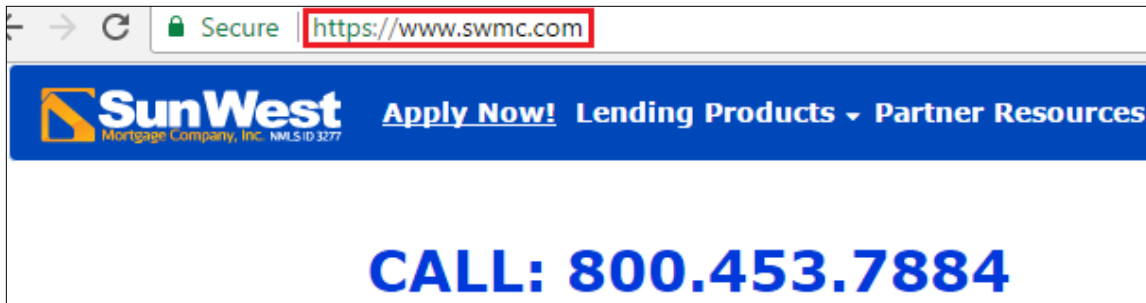 Secure https://www.swmc.com
SunWest Apply Now! Lending Products Partner Resources
Mortgage Company, Inc. NMLS ID 3277
CALL: 800.453.7884